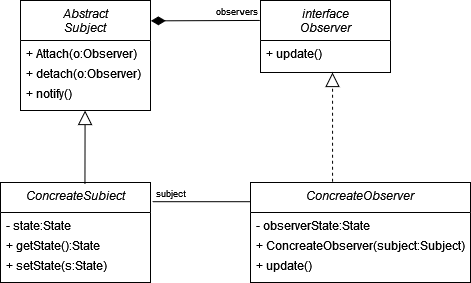 Abstract
Subject
+ Attach(o:Observer)
+ detach(o:Observer)
+ notify()
observers
interface
Observer
+ update()
ConcreateSubiect
- state:State
+ getState():State
+ setState(s:State)
subject
ConcreateObserver
- observerState:State
+ ConcreateObserver(subject:Subject)
+ update()